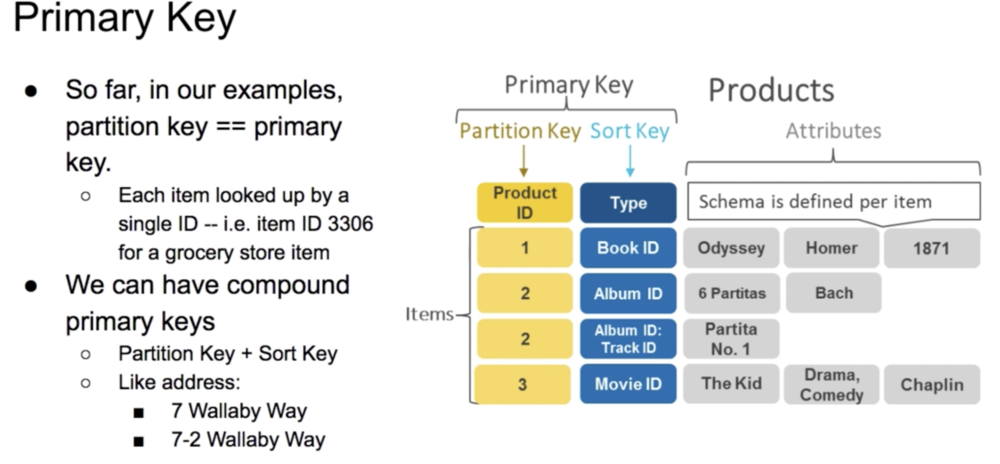 Primary Key
● So far, in our examples,
partition key == primary
key.
○ Each item looked up by a
single ID -- i.e. item ID 3306
for a grocery store item
● We can have compound
primary keys
○ Partition Key + Sort Key
○ Like address:
■ 7 Wallaby Way
■ 7-2 Wallaby Way
Primary Key
Products
Partition Key Sort Key
Attributes
Product
ID
Type
Schema is defined per item
Items
1
Book ID
Odyssey
Homer
1871
2
Album ID
6 Partitas
Bach
2
Album ID:
Track ID
Partita
No. 1
3
Movie ID
The Kid
Drama,
Comedy
Chaplin